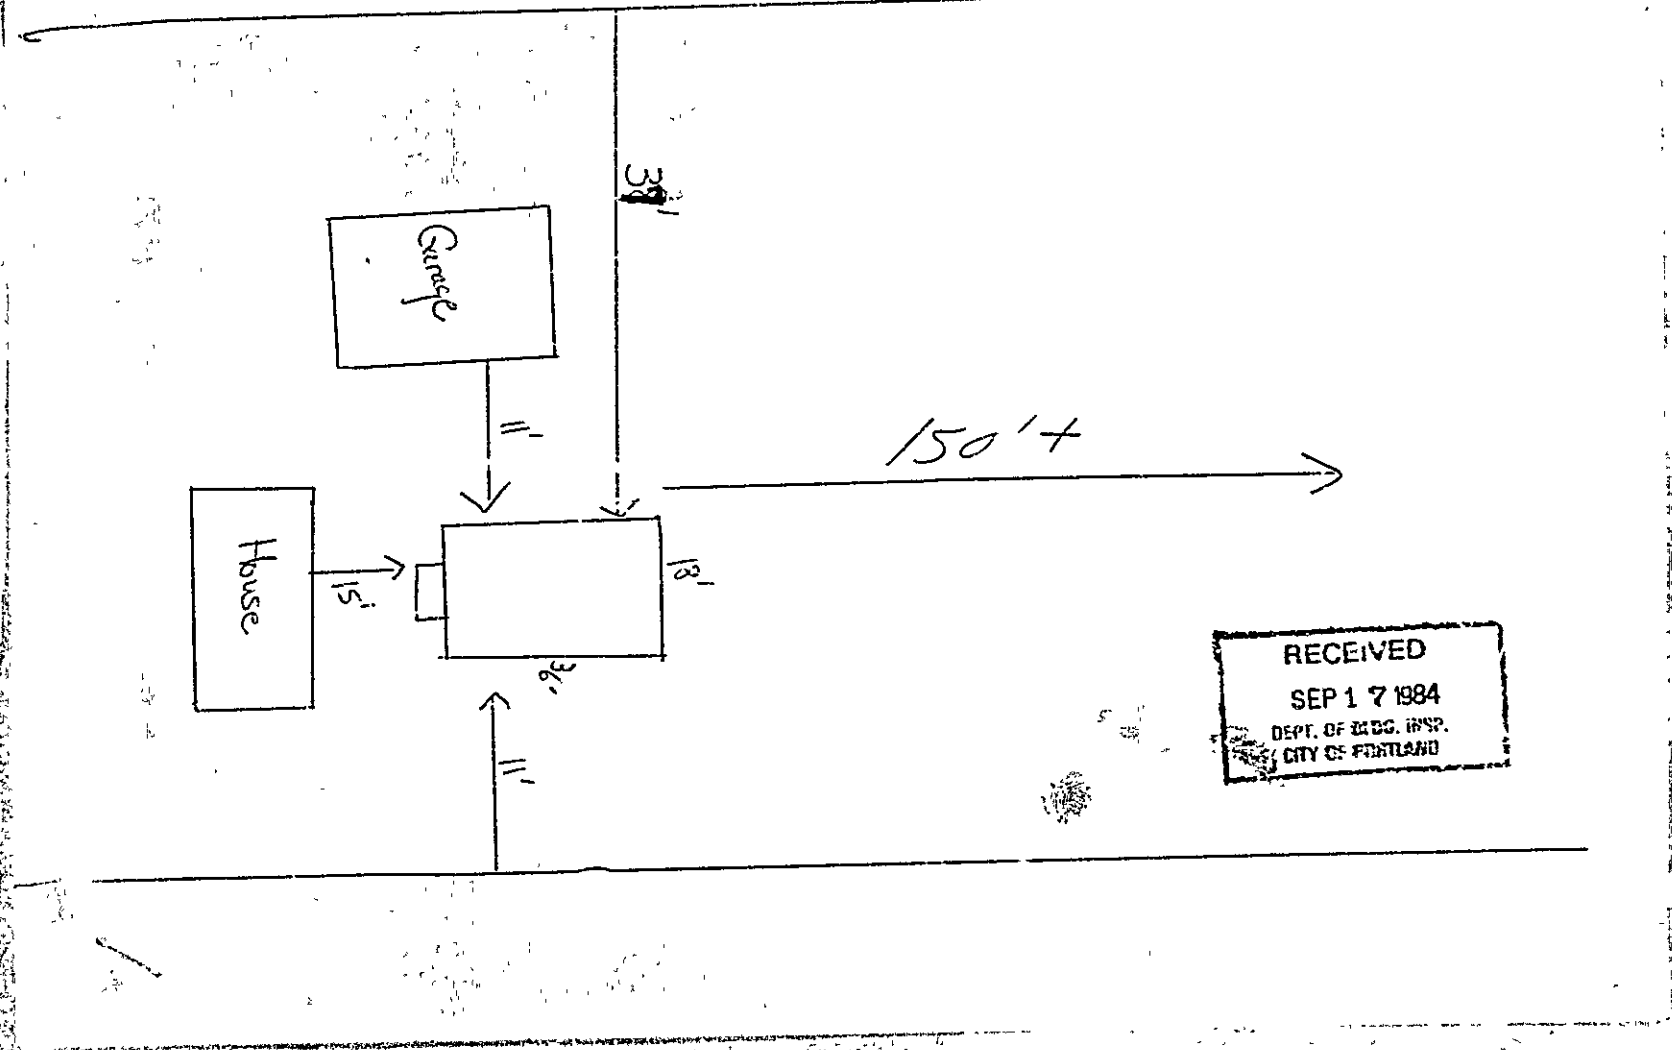 Garage
11'
150'+
House
15'
18'
36'
11'
RECEIVED
SEP 17 1984
DEPT. OF BLDG. INSP.
CITY OF PORTLAND